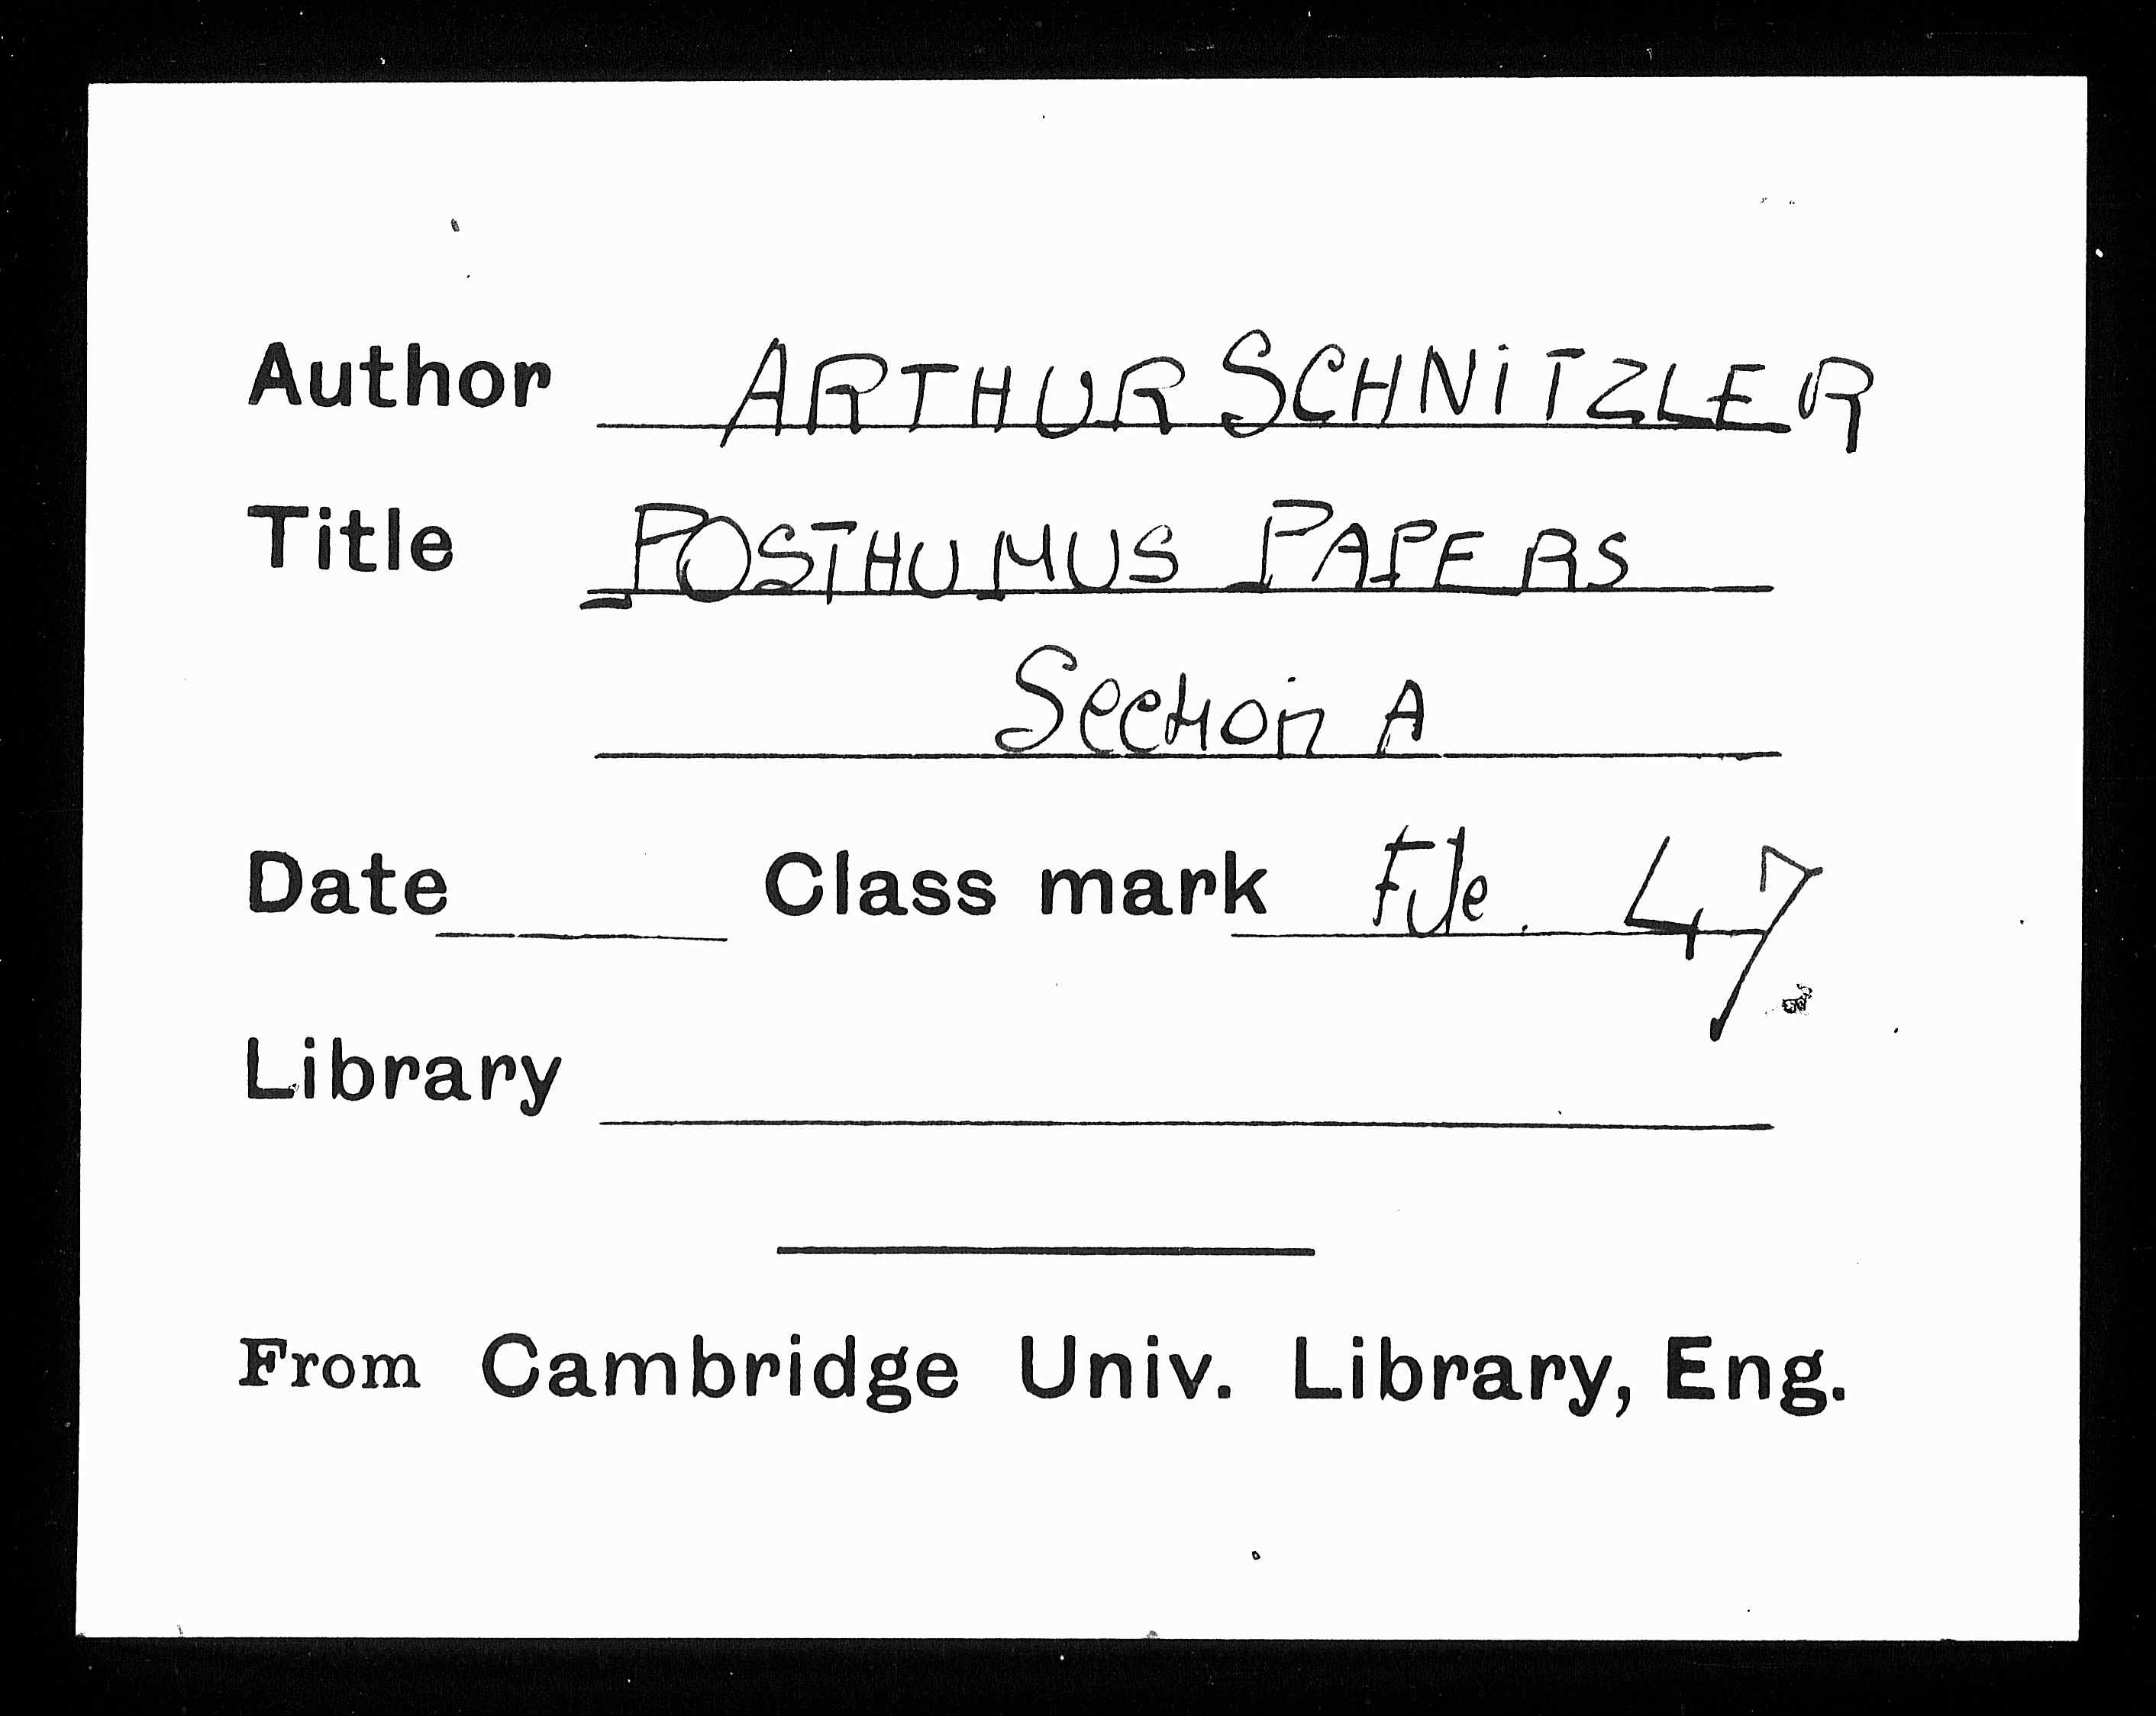 Author ARTHUR SCHNiTZLER
Title POSTHUMUS PAPERS
Section A
Date Class mark File. 47
Library
From Cambridge Univ. Library, Eng.